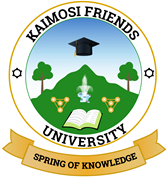 KAIMOSI FRIENDS
UNIVERSITY
SPRING OF KNOWLEDGE